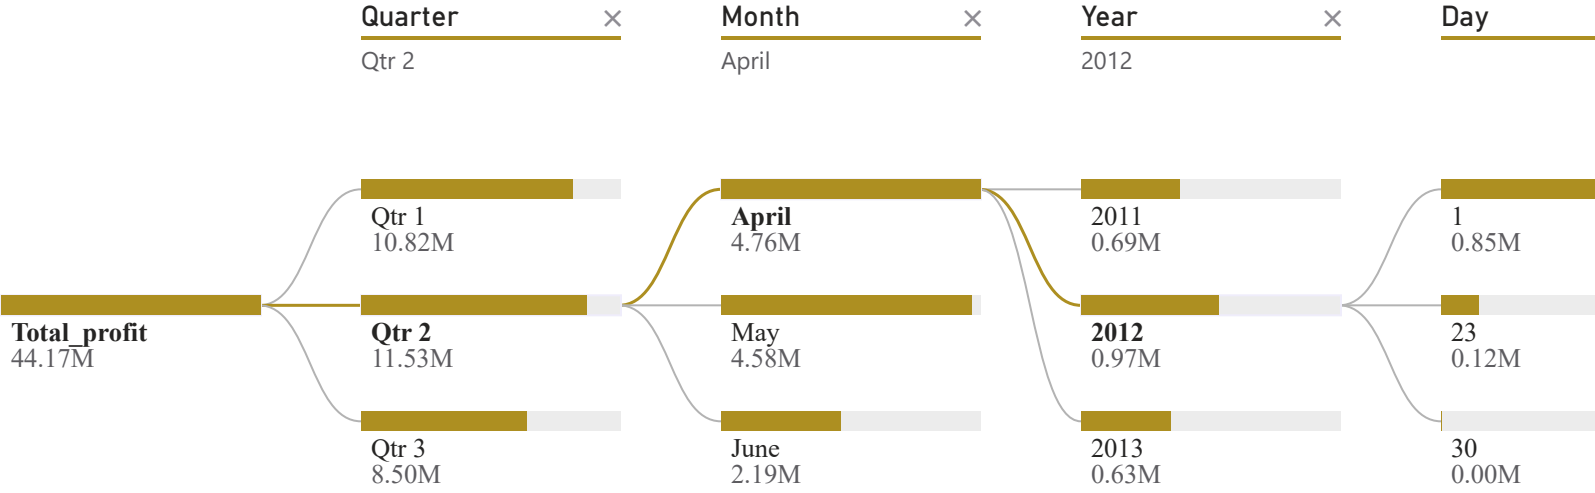 Quarter
Month
Year
Day
Qtr 2
April
2012
Qtr 1
10.82M
April
4.76M
2011
0.69M
1
0.85M
Total_profit
44.17M
Qtr 2
11.53M
May
4.58M
2012
0.97M
23
0.12M
Qtr 3
8.50M
June
2.19M
2013
0.63M
30
0.00M